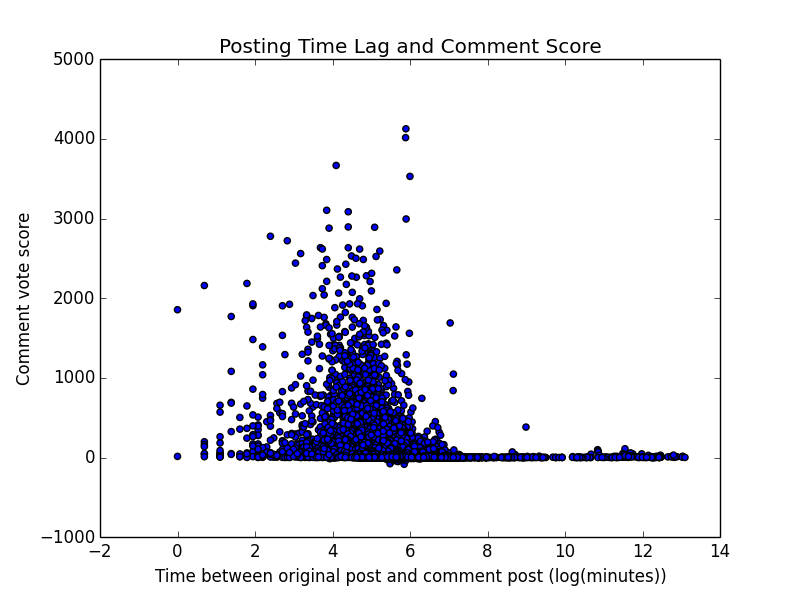 Posting Time Lag and Comment Score
5000
4000
3000
2000
1000
0
−1000
Comment vote score
−2 0 2 4 6 8 10 12 14
Time between original post and comment post (log(minutes))